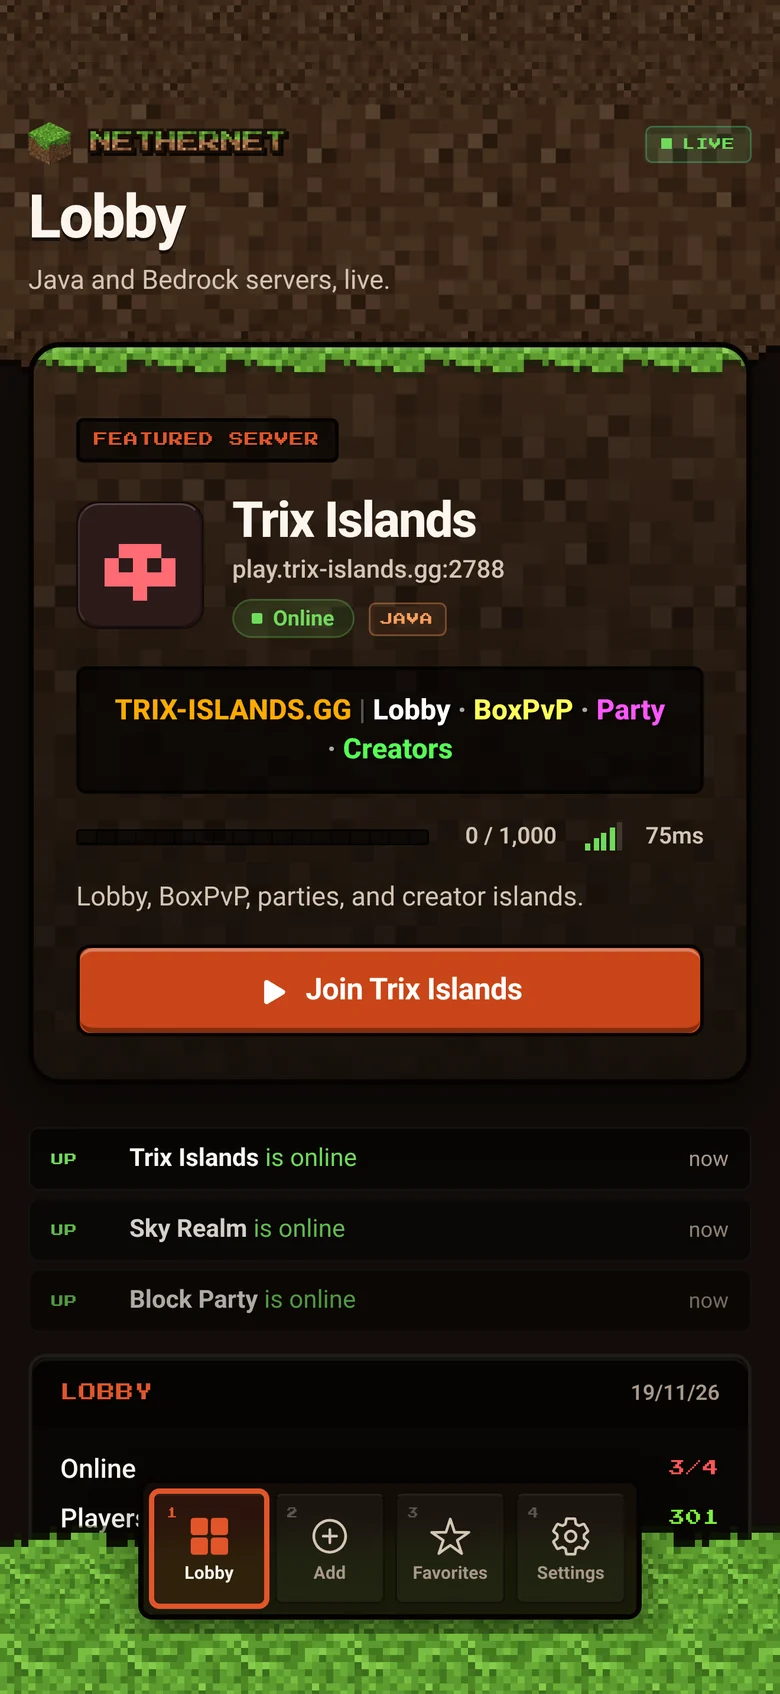 NETHERNET
LIVE
Lobby
Java and Bedrock servers, live.
FEATURED SERVER
Trix Islands
play.trix-islands.gg:2788
Online
JAVA
TRIX-ISLANDS.GG | Lobby · BoxPvP · Party
· Creators
0 / 1,000
75ms
Lobby, BoxPvP, parties, and creator islands.
Join Trix Islands
UP Trix Islands is online now
UP Sky Realm is online now
UP Block Party is online now
LOBBY 19/11/26
Online 3/4
Players 301
1 Lobby
2 Add
3 Favorites
4 Settings